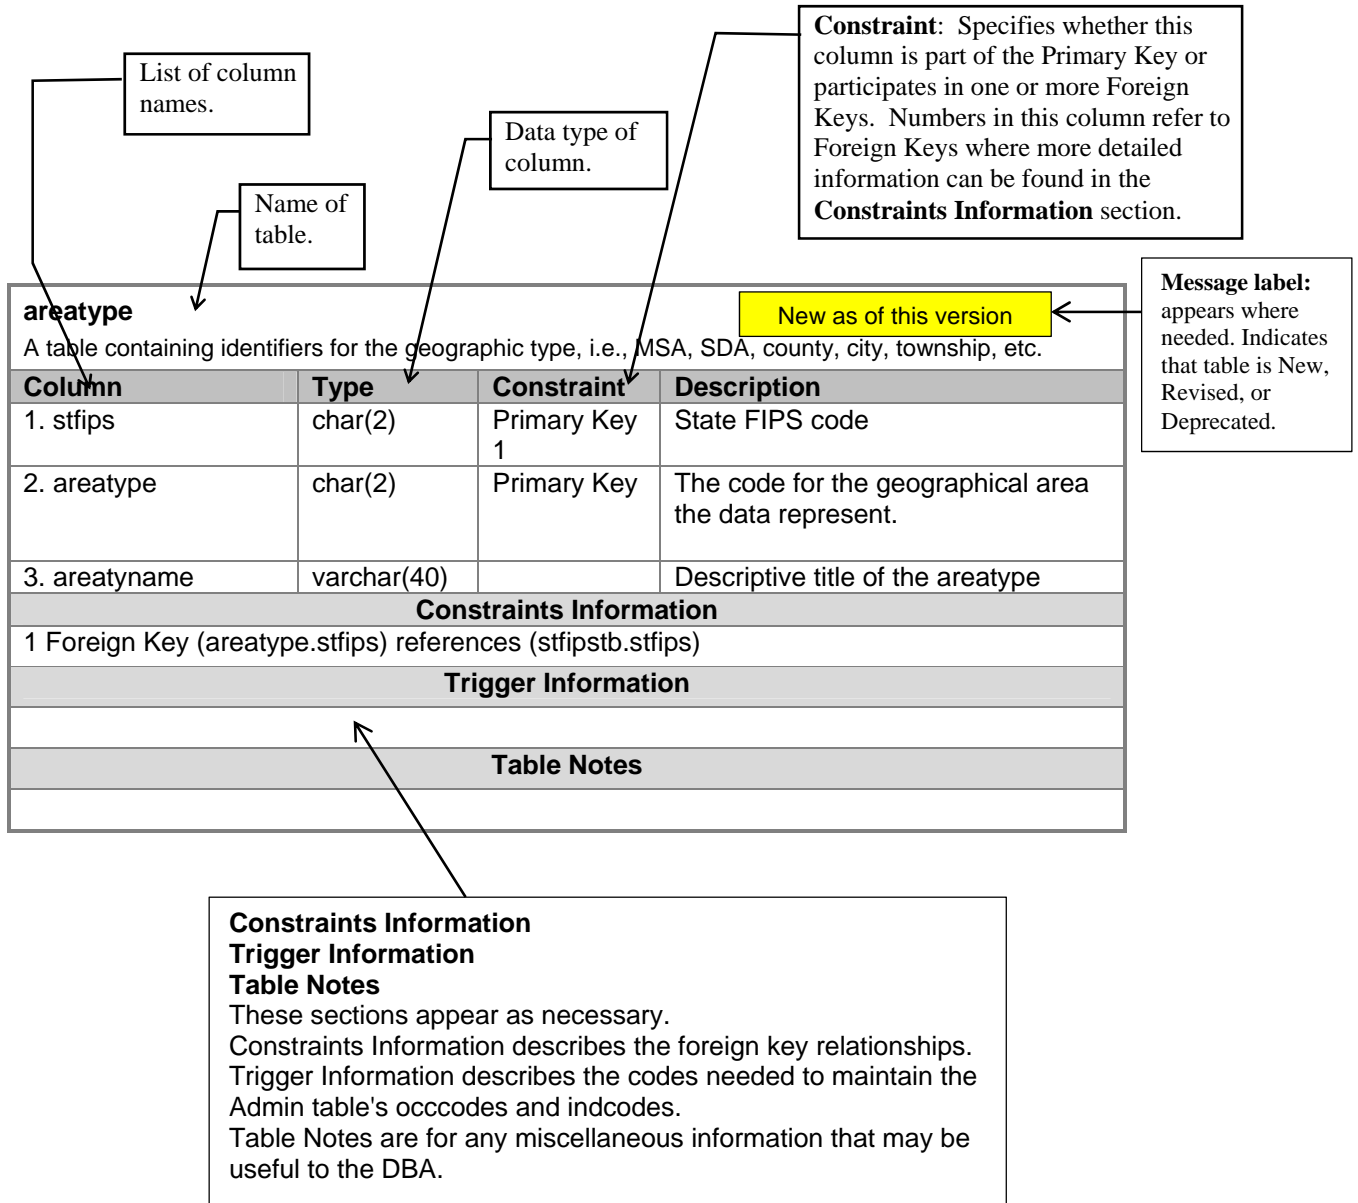 Constraint:  Specifies whether this
column is part of the Primary Key or
participates in one or more Foreign
Keys.  Numbers in this column refer to
Foreign Keys where more detailed
information can be found in the
Constraints Information section.
List of column
names.
Data type of
column.
Name of
table.
Message label:
appears where
needed. Indicates
that table is New,
Revised, or
Deprecated.
areatype
New as of this version
A table containing identifiers for the geographic type, i.e., MSA, SDA, county, city, township, etc.
Column Type Constraint Description
1. stfips char(2) Primary Key State FIPS code
1
2. areatype char(2) Primary Key The code for the geographical area
the data represent.
3. areatyname varchar(40) Descriptive title of the areatype
Constraints Information
1 Foreign Key (areatype.stfips) references (stfipstb.stfips)
Trigger Information
Table Notes
Constraints Information
Trigger Information
Table Notes
These sections appear as necessary.
Constraints Information describes the foreign key relationships.
Trigger Information describes the codes needed to maintain the
Admin table's occcodes and indcodes.
Table Notes are for any miscellaneous information that may be
useful to the DBA.